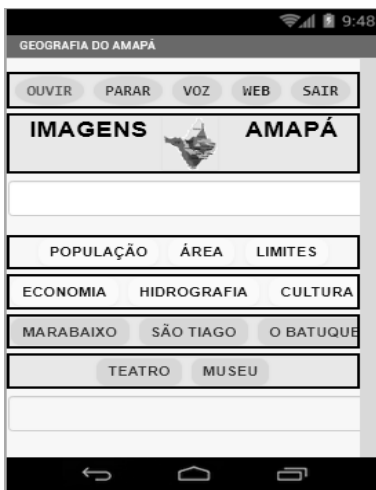 9:48
GEOGRAFIA DO AMAPÁ
OUVIR PARAR VOZ WEB SAIR
IMAGENS AMAPÁ
POPULAÇÃO ÁREA LIMITES
ECONOMIA HIDROGRAFIA CULTURA
MARABAIXO SÃO TIAGO O BATUQUE
TEATRO MUSEU